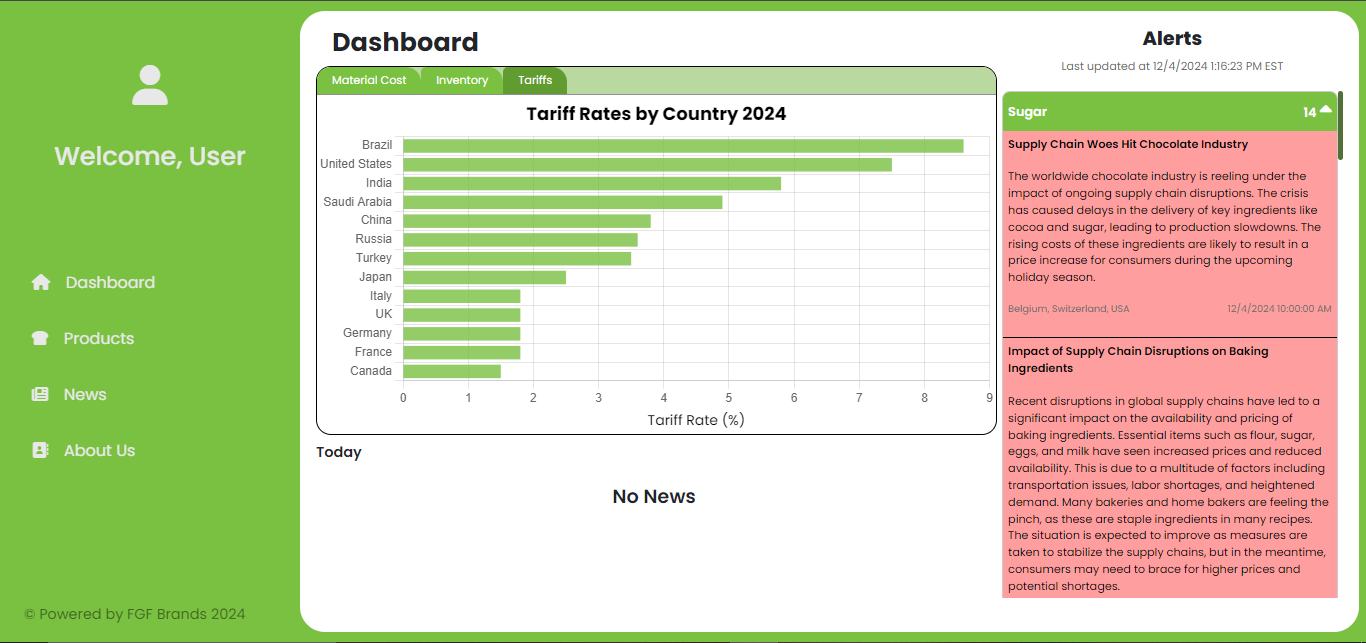 Welcome, User
Dashboard
Products
News
About Us
© Powered by FGF Brands 2024
Dashboard
Material Cost
Inventory
Tariffs
Tariff Rates by Country 2024
Brazil
United States
India
Saudi Arabia
China
Russia
Turkey
Japan
Italy
UK
Germany
France
Canada
0 1 2 3 4 5 6 7 8 9
Tariff Rate (%)
Today
No News
Alerts
Last updated at 12/4/2024 1:16:23 PM EST
Sugar 14
Supply Chain Woes Hit Chocolate Industry
The worldwide chocolate industry is reeling under the
impact of ongoing supply chain disruptions. The crisis
has caused delays in the delivery of key ingredients like
cocoa and sugar, leading to production slowdowns. The
rising costs of these ingredients are likely to result in a
price increase for consumers during the upcoming
holiday season.
Belgium, Switzerland, USA 12/4/2024 10:00:00 AM
Impact of Supply Chain Disruptions on Baking
Ingredients
Recent disruptions in global supply chains have led to a
significant impact on the availability and pricing of
baking ingredients. Essential items such as flour, sugar,
eggs, and milk have seen increased prices and reduced
availability. This is due to a multitude of factors including
transportation issues, labor shortages, and heightened
demand. Many bakeries and home bakers are feeling the
pinch, as these are staple ingredients in many recipes.
The situation is expected to improve as measures are
taken to stabilize the supply chains, but in the meantime,
consumers may need to brace for higher prices and
potential shortages.